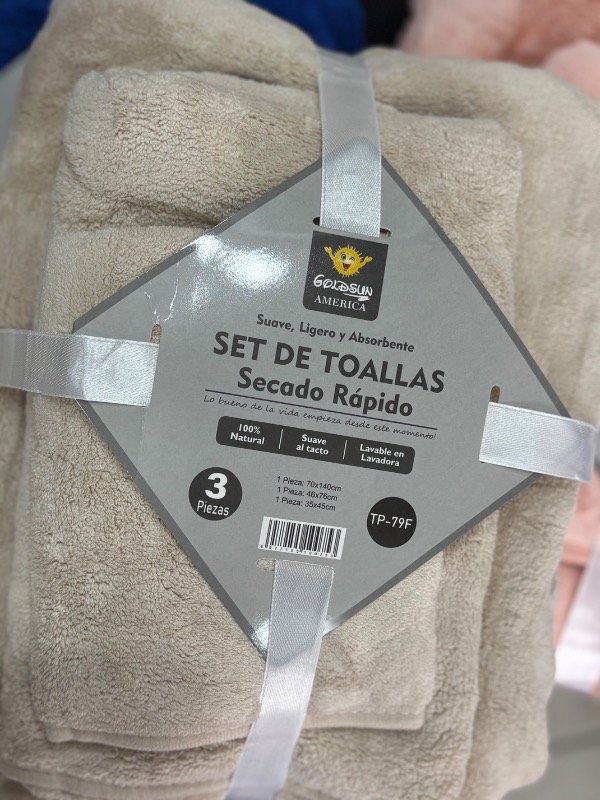 GOLDSUN
AMERICA
Suave, Ligero y Absorbente
SET DE TOALLAS
Secado Rápido
Lo bueno de la vida empieza desde este momento!
100%
Natural
Suave
al tacto
Lavable en
Lavadora
3
Piezas
1 Pieza: 70x140cm
1 Pieza: 46x76cm
1 Pieza: 35x45cm
TP-79F